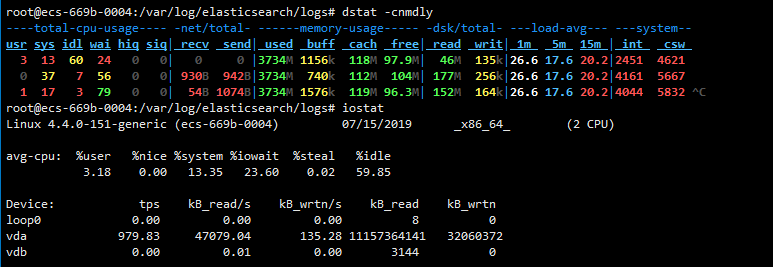 root@ecs-669b-0004:/var/log/elasticsearch/logs# dstat -cnmdly
----total-cpu-usage---- -net/total- ------memory-usage----- -dsk/total- ---load-avg--- ---system--
usr sys idl wai hiq siq| recv send| used buff cach free| read writ| 1m 5m 15m | int csw
3 13 60 24 0 0| 0 0 |3734M 1156k 118M 97.9M| 46M 135k|26.6 17.6 20.2|2451 4621
0 37 7 56 0 0| 930B 942B|3734M 740k 112M 104M| 177M 256k|26.6 17.6 20.2|4161 5667
1 17 3 79 0 0| 54B 1074B|3734M 1576k 119M 96.3M| 152M 164k|26.6 17.6 20.2|4044 5832 ^C
root@ecs-669b-0004:/var/log/elasticsearch/logs# iostat
Linux 4.4.0-151-generic (ecs-669b-0004) 07/15/2019 _x86_64_ (2 CPU)
avg-cpu: %user %nice %system %iowait %steal %idle
3.18 0.00 13.35 23.60 0.02 59.85
Device: tps kB_read/s kB_wrtn/s kB_read kB_wrtn
loop0 0.00 0.00 0.00 8 0
vda 979.83 47079.04 135.28 11157364141 32060372
vdb 0.00 0.01 0.00 3144 0